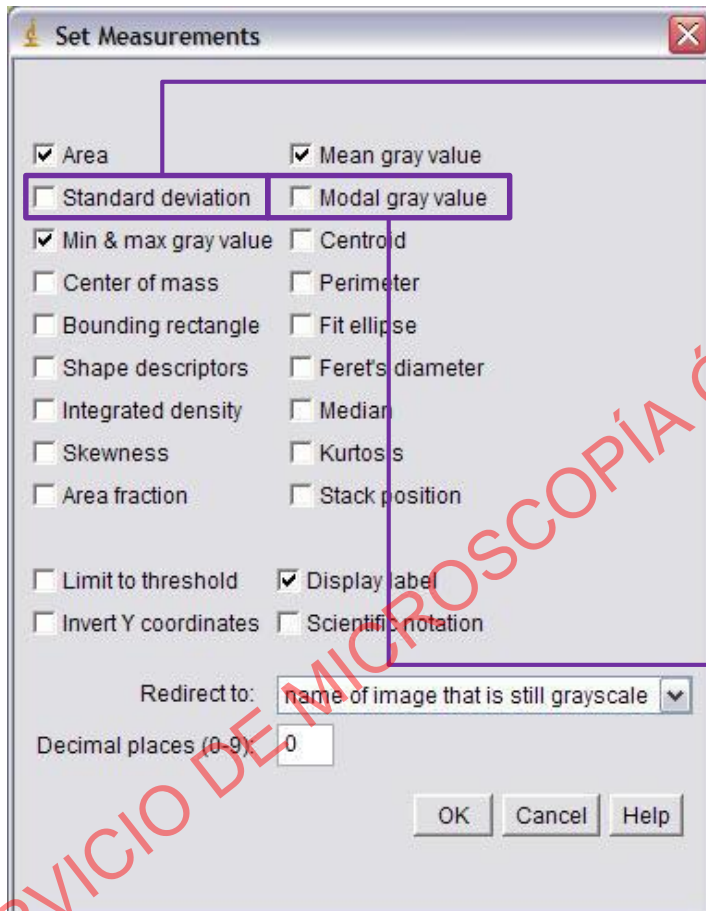 Set Measurements
Area Mean gray value
Standard deviation Modal gray value
Min & max gray value Centroid
Center of mass Perimeter
Bounding rectangle Fit ellipse
Shape descriptors Feret's diameter
Integrated density Median
Skewness Kurtosis
Area fraction Stack position
Limit to threshold Display label
Invert Y coordinates Scientific notation
Redirect to: name of image that is still grayscale
Decimal places (0-9): 0
OK Cancel Help
RVICIO DE MICROSCOPÍA Ó